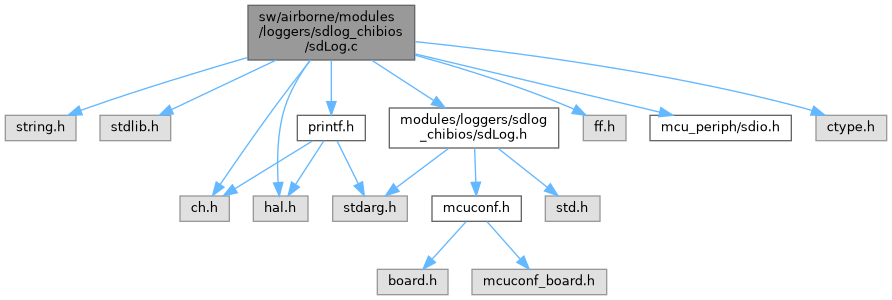 sw/airborne/modules
/loggers/sdlog_chibios
/sdLog.c
string.h
stdlib.h
printf.h
modules/loggers/sdlog
_chibios/sdLog.h
ff.h
mcu_periph/sdio.h
ctype.h
ch.h
hal.h
stdarg.h
mcuconf.h
std.h
board.h
mcuconf_board.h